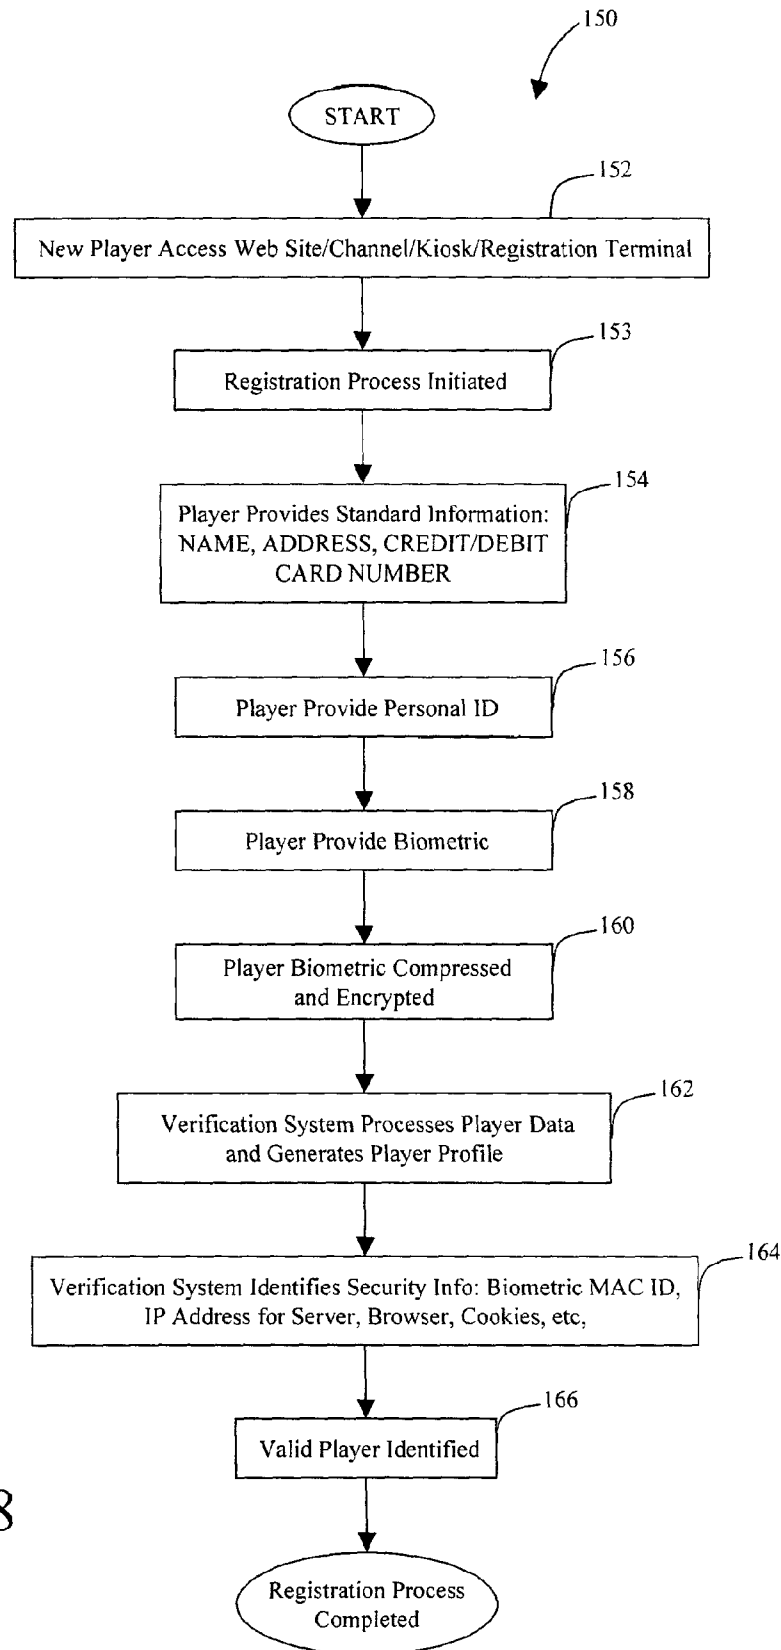 150
START
152
New Player Access Web Site/Channel/Kiosk/Registration Terminal
153
Registration Process Initiated
154
Player Provides Standard Information:
NAME, ADDRESS, CREDIT/DEBIT
CARD NUMBER
156
Player Provide Personal ID
158
Player Provide Biometric
160
Player Biometric Compressed
and Encrypted
162
Verification System Processes Player Data
and Generates Player Profile
164
Verification System Identifies Security Info: Biometric MAC ID,
IP Address for Server, Browser, Cookies, etc,
166
Valid Player Identified
8
Registration Process
Completed